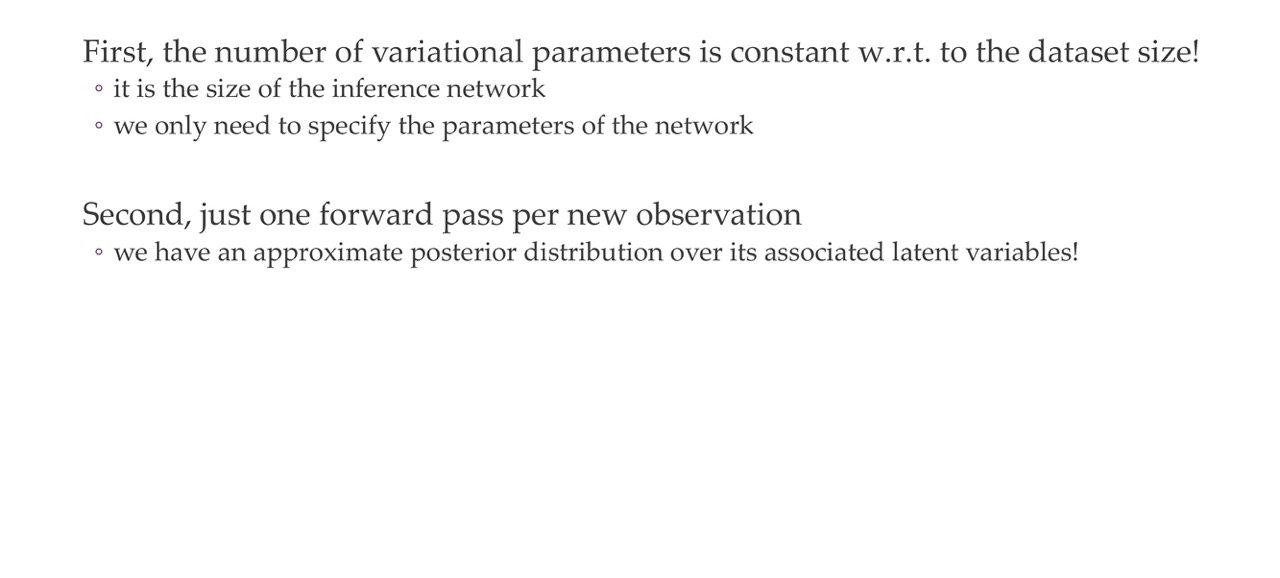 First, the number of variational parameters is constant w.r.t. to the dataset size!
◦ it is the size of the inference network
◦ we only need to specify the parameters of the network
Second, just one forward pass per new observation
◦ we have an approximate posterior distribution over its associated latent variables!